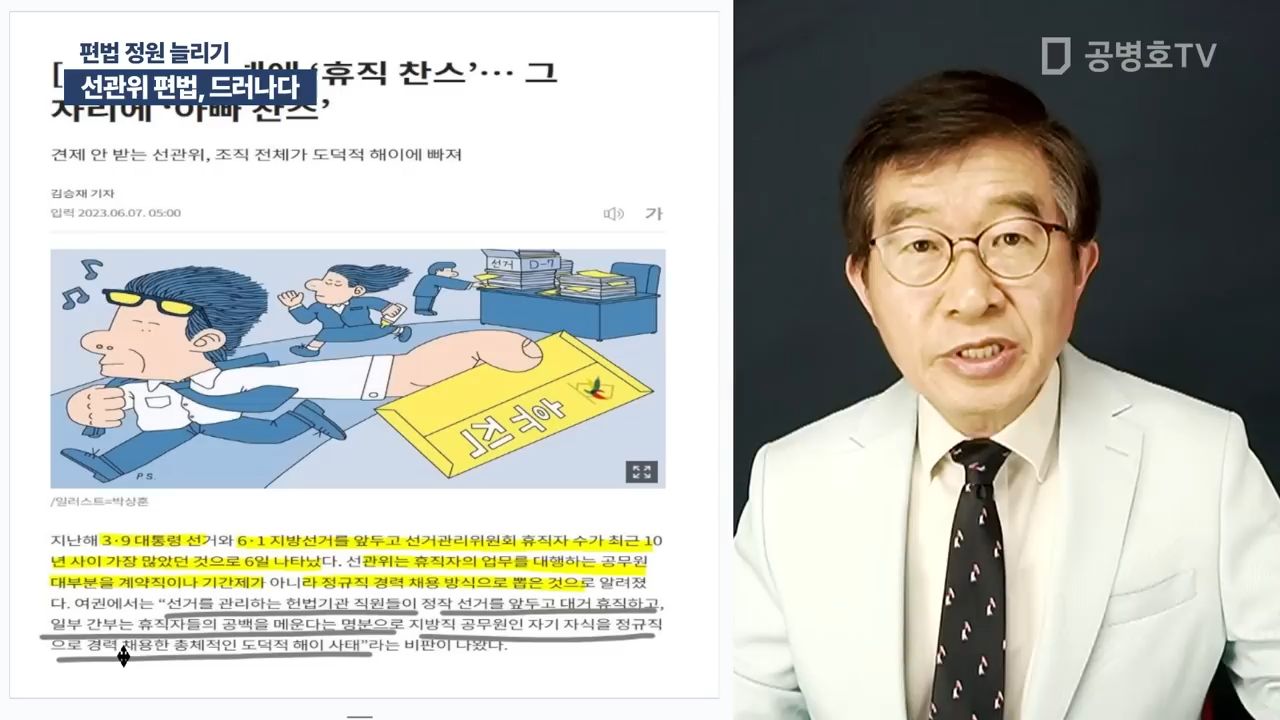 편법 정원 늘리기
선관위 편법, 드러나다
‘휴직 찬스’… 그
자리에 ‘아빠 찬스’
견제 안 받는 선관위, 조직 전체가 도덕적 해이에 빠져
김승재 기자
입력 2023.06.07. 05:00
가
선거
D-7
휴직
P.S.
/일러스트=박상훈
지난해 3·9 대통령 선거와 6·1 지방선거를 앞두고 선거관리위원회 휴직자 수가 최근 10
년 사이 가장 많았던 것으로 6일 나타났다. 선관위는 휴직자의 업무를 대행하는 공무원
대부분을 계약직이나 기간제가 아니라 정규직 경력 채용 방식으로 뽑은 것으로 알려졌
다. 여권에서는 “선거를 관리하는 헌법기관 직원들이 정작 선거를 앞두고 대거 휴직하고,
일부 간부는 휴직자들의 공백을 메운다는 명분으로 지방직 공무원인 자기 자식을 정규직
으로 경력 채용한 총체적인 도덕적 해이 사태”라는 비판이 나왔다.
공병호TV